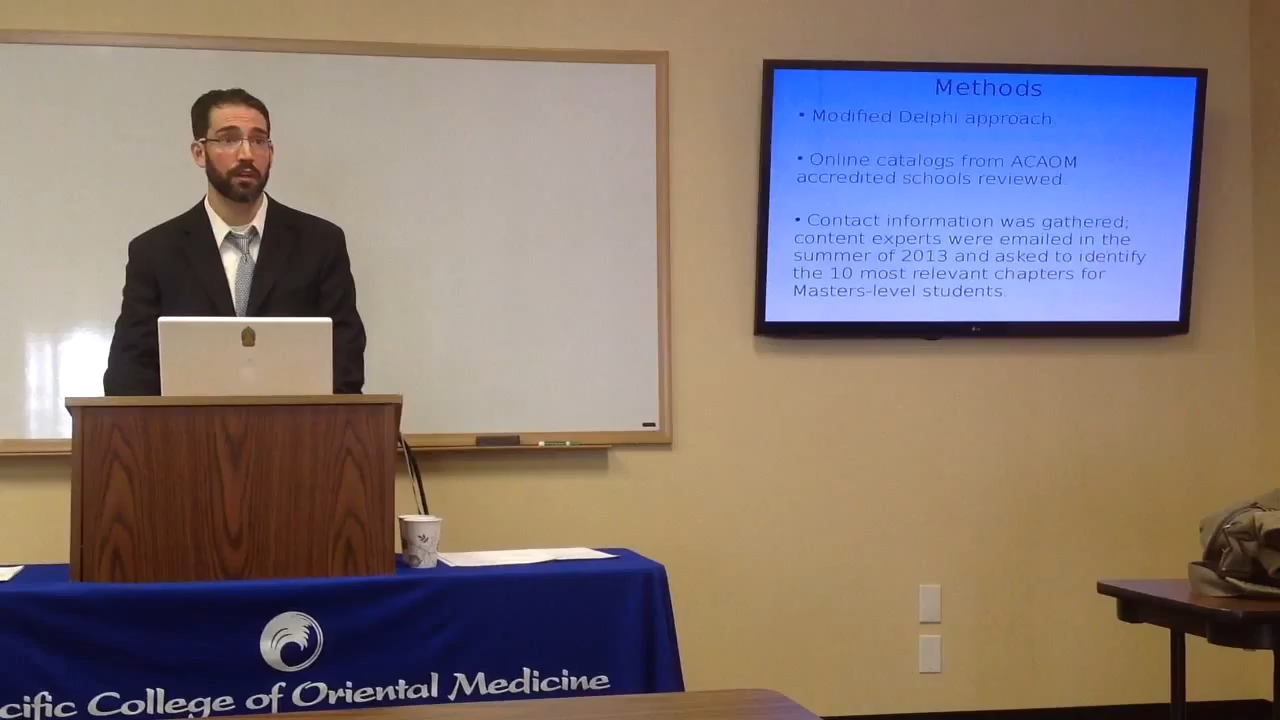 Methods
• Modified Delphi approach.
• Online catalogs from ACAOM
accredited schools reviewed.
• Contact information was gathered;
content experts were emailed in the
summer of 2013 and asked to identify
the 10 most relevant chapters for
Masters-level students.
LG
cific College of Oriental Medicine